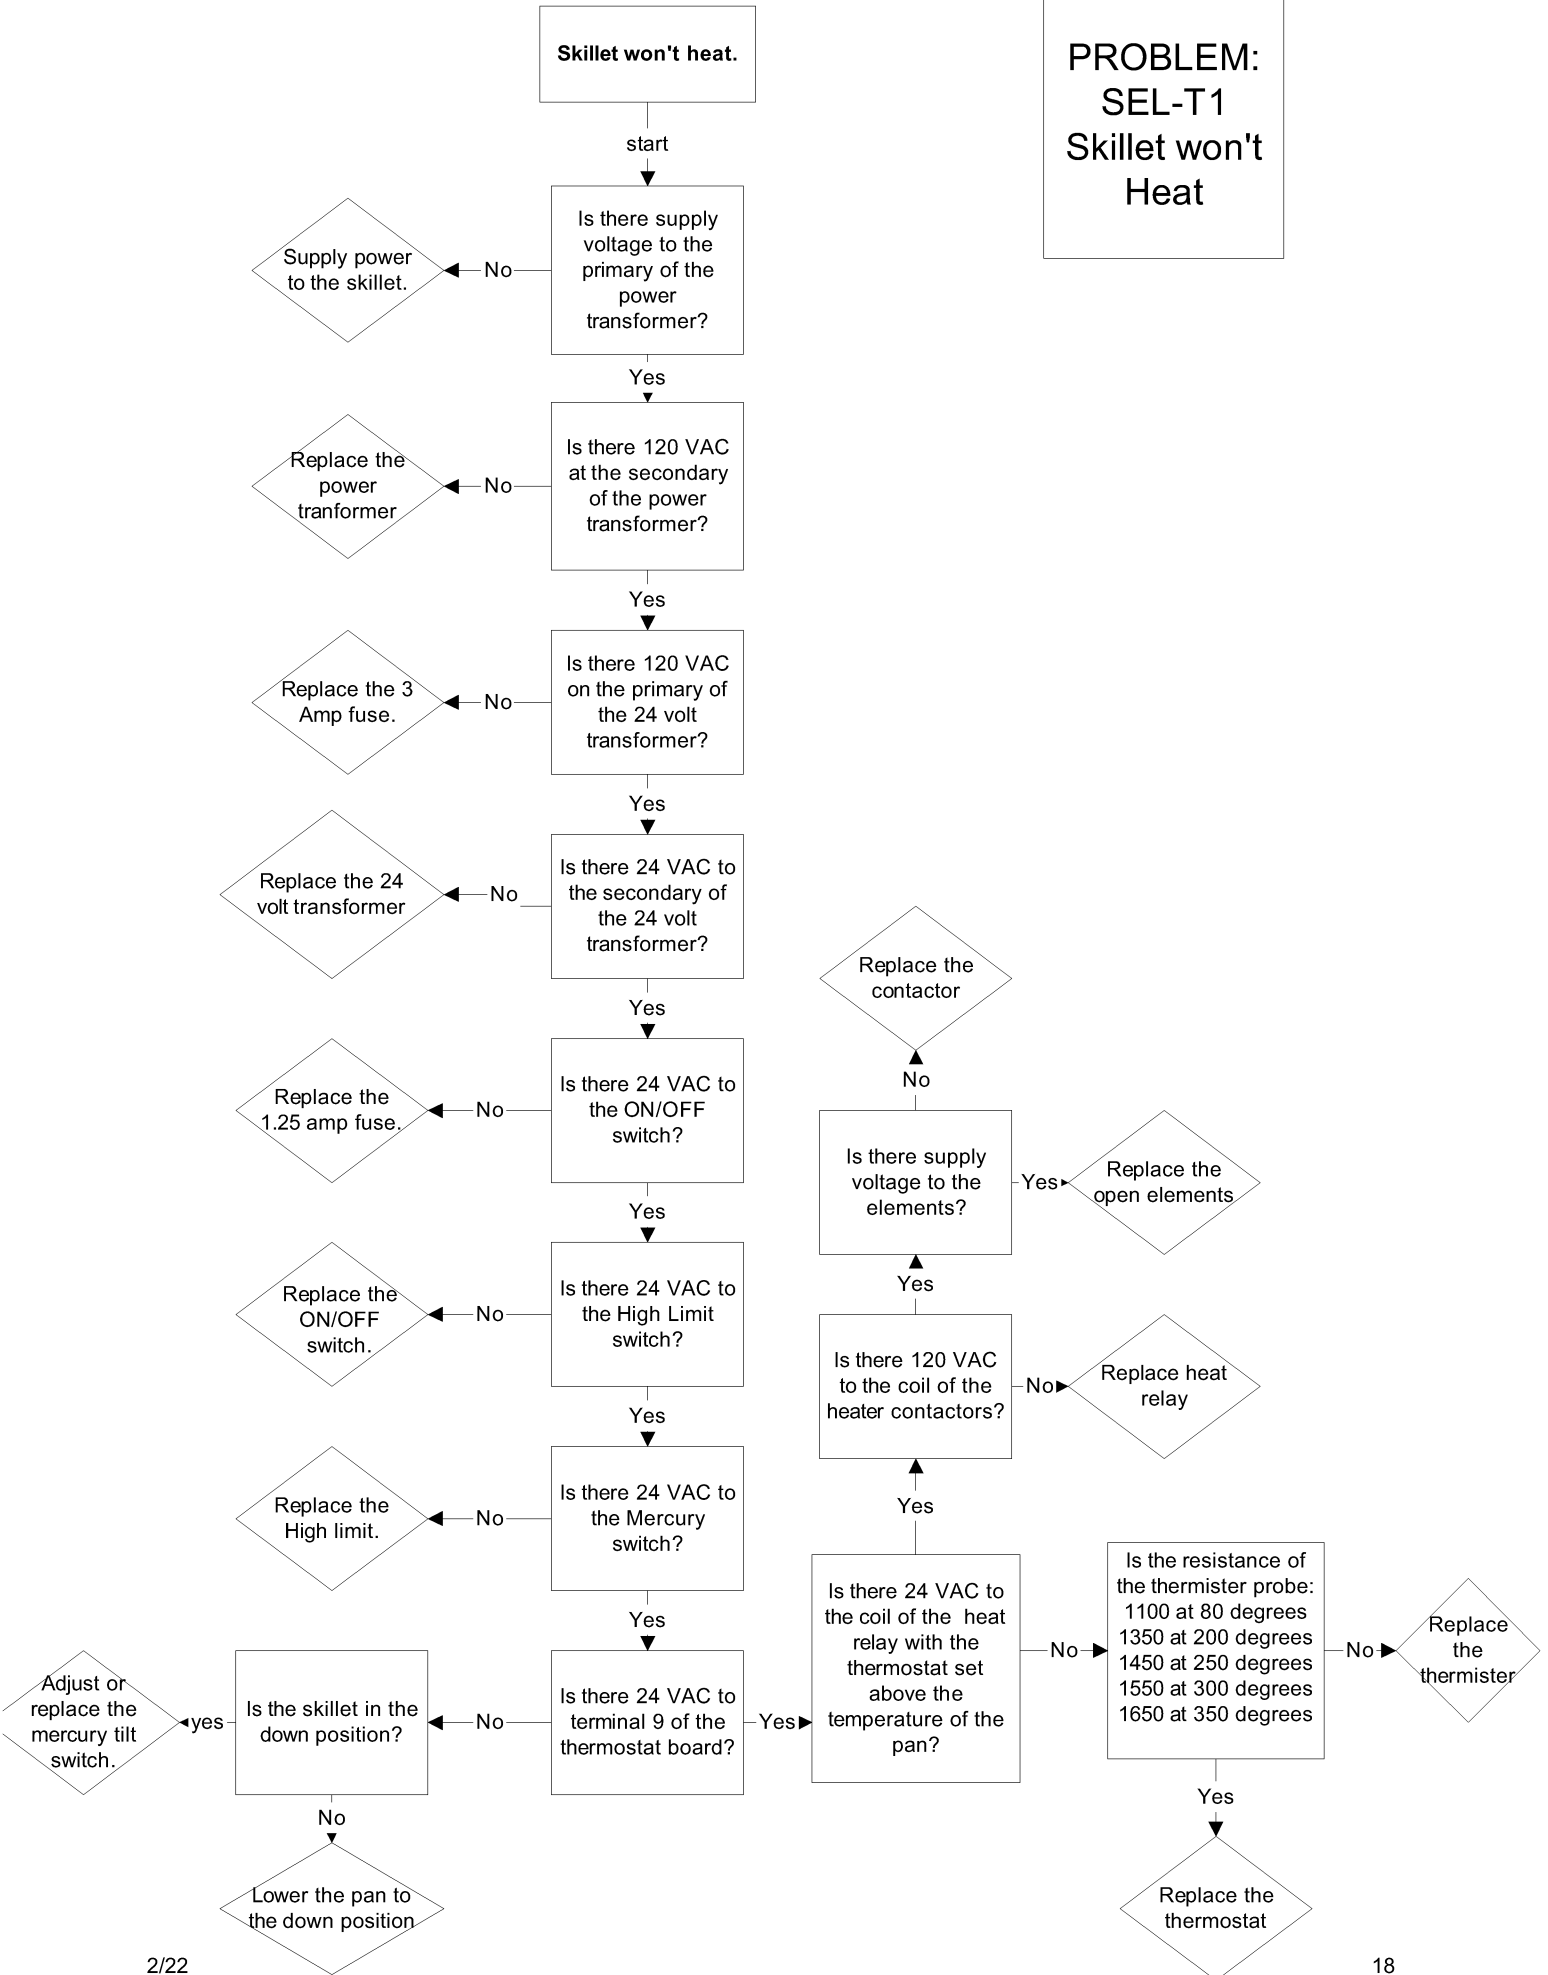 Skillet won't heat.
PROBLEM:
SEL-T1
Skillet won't
Heat
start
Is there supply
voltage to the
primary of the
power
transformer?
No
Supply power
to the skillet.
Yes
Is there 120 VAC
at the secondary
of the power
transformer?
No
Replace the
power
tranformer
Yes
Is there 120 VAC
on the primary of
the 24 volt
transformer?
No
Replace the 3
Amp fuse.
Yes
Is there 24 VAC to
the secondary of
the 24 volt
transformer?
No
Replace the 24
volt transformer
Yes
Is there 24 VAC to
the ON/OFF
switch?
No
Replace the
1.25 amp fuse.
Yes
Is there 24 VAC to
the High Limit
switch?
No
Replace the
ON/OFF
switch.
Yes
Is there 24 VAC to
the Mercury
switch?
No
Replace the
High limit.
Yes
Is there 24 VAC to
terminal 9 of the
thermostat board?
No
Is the skillet in the
down position?
yes
Adjust or
replace the
mercury tilt
switch.
No
Lower the pan to
the down position
Yes
Is there 24 VAC to
the coil of the heat
relay with the
thermostat set
above the
temperature of the
pan?
Yes
Is there 120 VAC
to the coil of the
heater contactors?
No
Replace heat
relay
Yes
Is there supply
voltage to the
elements?
Yes
Replace the
open elements
No
Replace the
contactor
No
Is the resistance of
the thermister probe:
1100 at 80 degrees
1350 at 200 degrees
1450 at 250 degrees
1550 at 300 degrees
1650 at 350 degrees
No
Replace
the
thermister
Yes
Replace the
thermostat
2/22
18